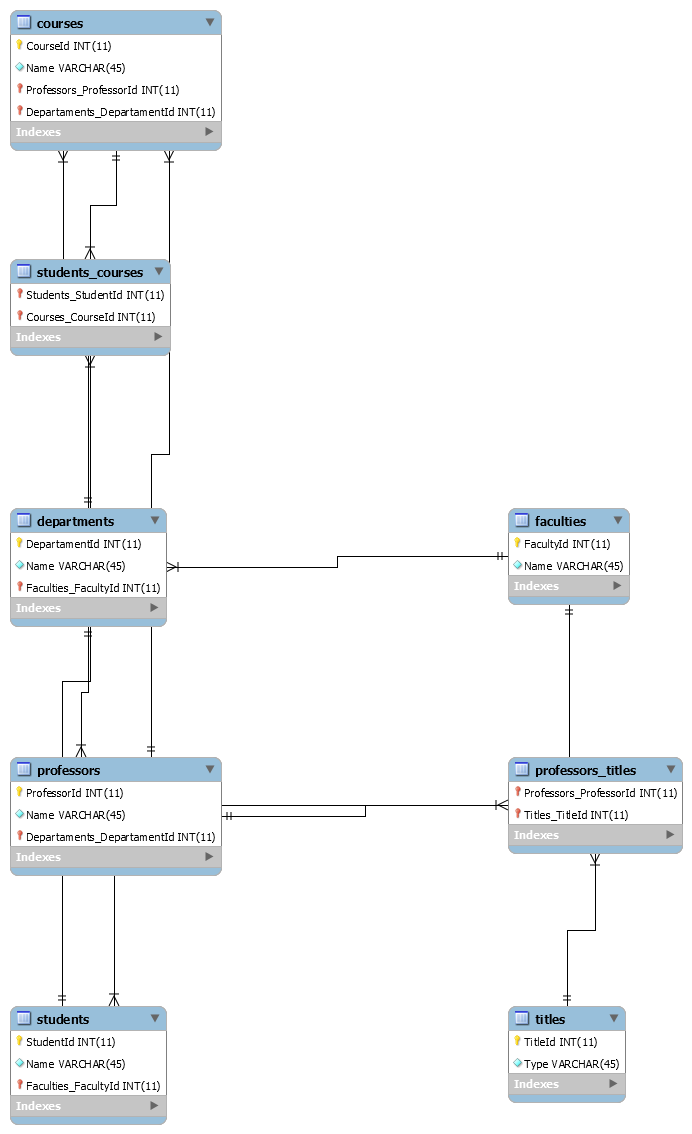 courses
CourseId INT(11)
Name VARCHAR(45)
Professors_ProfessorId INT(11)
Departaments_DepartamentId INT(11)
Indexes
students_courses
Students_StudentId INT(11)
Courses_CourseId INT(11)
Indexes
departments
DepartamentId INT(11)
Name VARCHAR(45)
Faculties_FacultyId INT(11)
Indexes
faculties
FacultyId INT(11)
Name VARCHAR(45)
Indexes
professors
ProfessorId INT(11)
Name VARCHAR(45)
Departaments_DepartamentId INT(11)
Indexes
professors_titles
Professors_ProfessorId INT(11)
Titles_TitleId INT(11)
Indexes
students
StudentId INT(11)
Name VARCHAR(45)
Faculties_FacultyId INT(11)
Indexes
titles
TitleId INT(11)
Type VARCHAR(45)
Indexes